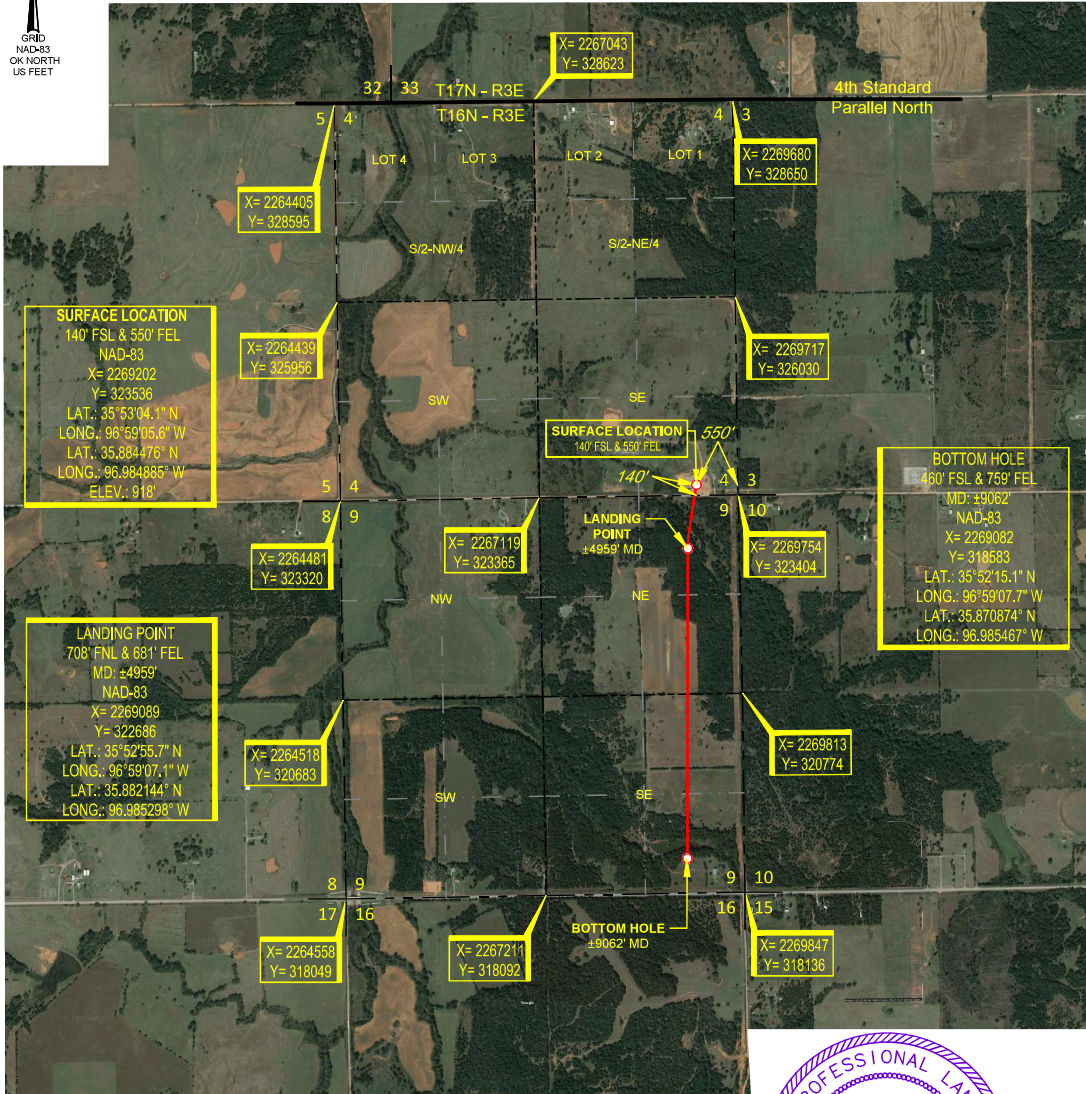 GRID
NAD-83
OK NORTH
US FEET
X= 2267043
Y= 328623
32 33
T17N - R3E
4th Standard
5 4
T16N - R3E
4 3
Parallel North
LOT 4
LOT 3
LOT 2
LOT 1
X= 2269680
Y= 328650
X= 2264405
Y= 328595
S/2-NW/4
S/2-NE/4
SURFACE LOCATION
140' FSL & 550' FEL
NAD-83
X= 2269202
Y= 323536
LAT.: 35°53'04.1" N
LONG.: 96°59'05.6" W
LAT.: 35.884476° N
LONG.: 96.984885° W
ELEV.: 918'
X= 2264439
Y= 325956
X= 2269717
Y= 326030
SW
SE
SURFACE LOCATION
140' FSL & 550' FEL
550'
140'
5 4
4 3
8 9
9 10
BOTTOM HOLE
460' FSL & 759' FEL
MD: ±9062'
NAD-83
X= 2269082
Y= 318583
LAT.: 35°52'15.1" N
LONG.: 96°59'07.7" W
LAT.: 35.870874° N
LONG.: 96.985467° W
LANDING
POINT
±4959' MD
X= 2264481
Y= 323320
X= 2267119
Y= 323365
X= 2269754
Y= 323404
NW
NE
LANDING POINT
708' FNL & 681' FEL
MD: ±4959'
NAD-83
X= 2269089
Y= 322686
LAT.: 35°52'55.7" N
LONG.: 96°59'07.1" W
LAT.: 35.882144° N
LONG.: 96.985298° W
X= 2264518
Y= 320683
X= 2269813
Y= 320774
SW
SE
8 9
9 10
17 16
16 15
BOTTOM HOLE
±9062' MD
X= 2264558
Y= 318049
X= 2267211
Y= 318092
X= 2269847
Y= 318136